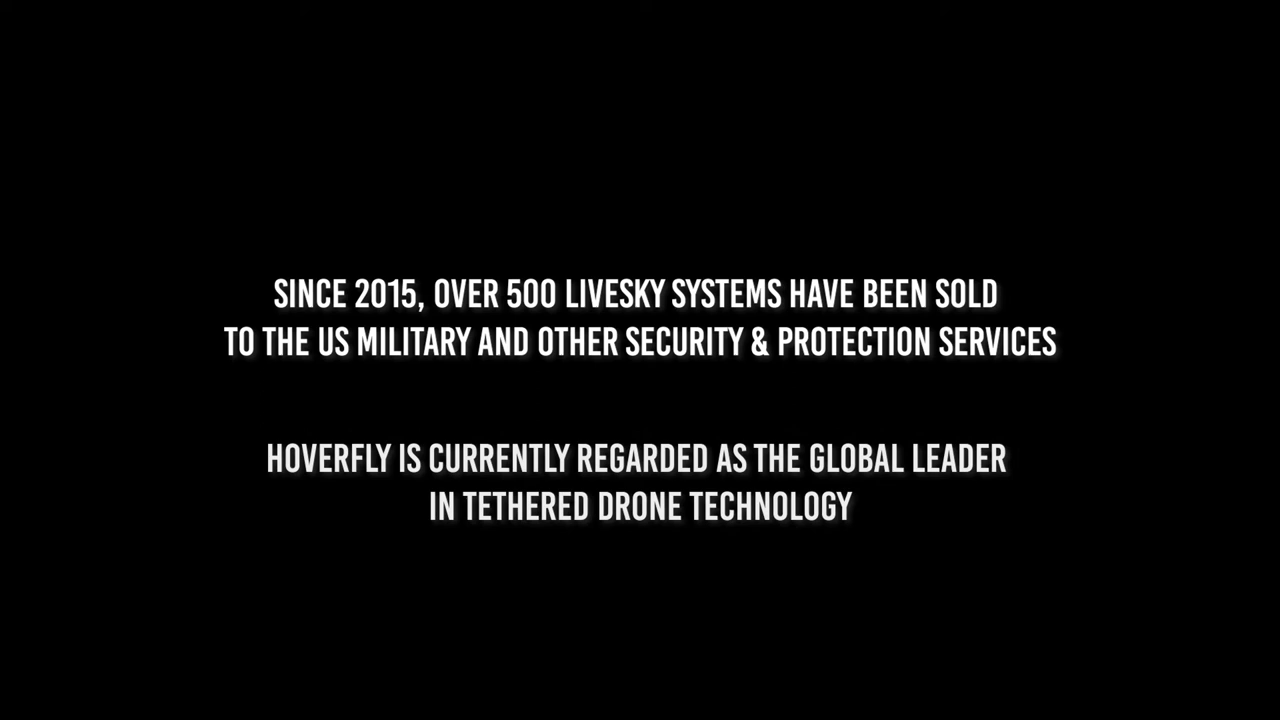 SINCE 2015, OVER 500 LIVESKY SYSTEMS HAVE BEEN SOLD
TO THE US MILITARY AND OTHER SECURITY & PROTECTION SERVICES
HOVERFLY IS CURRENTLY REGARDED AS THE GLOBAL LEADER
IN TETHERED DRONE TECHNOLOGY